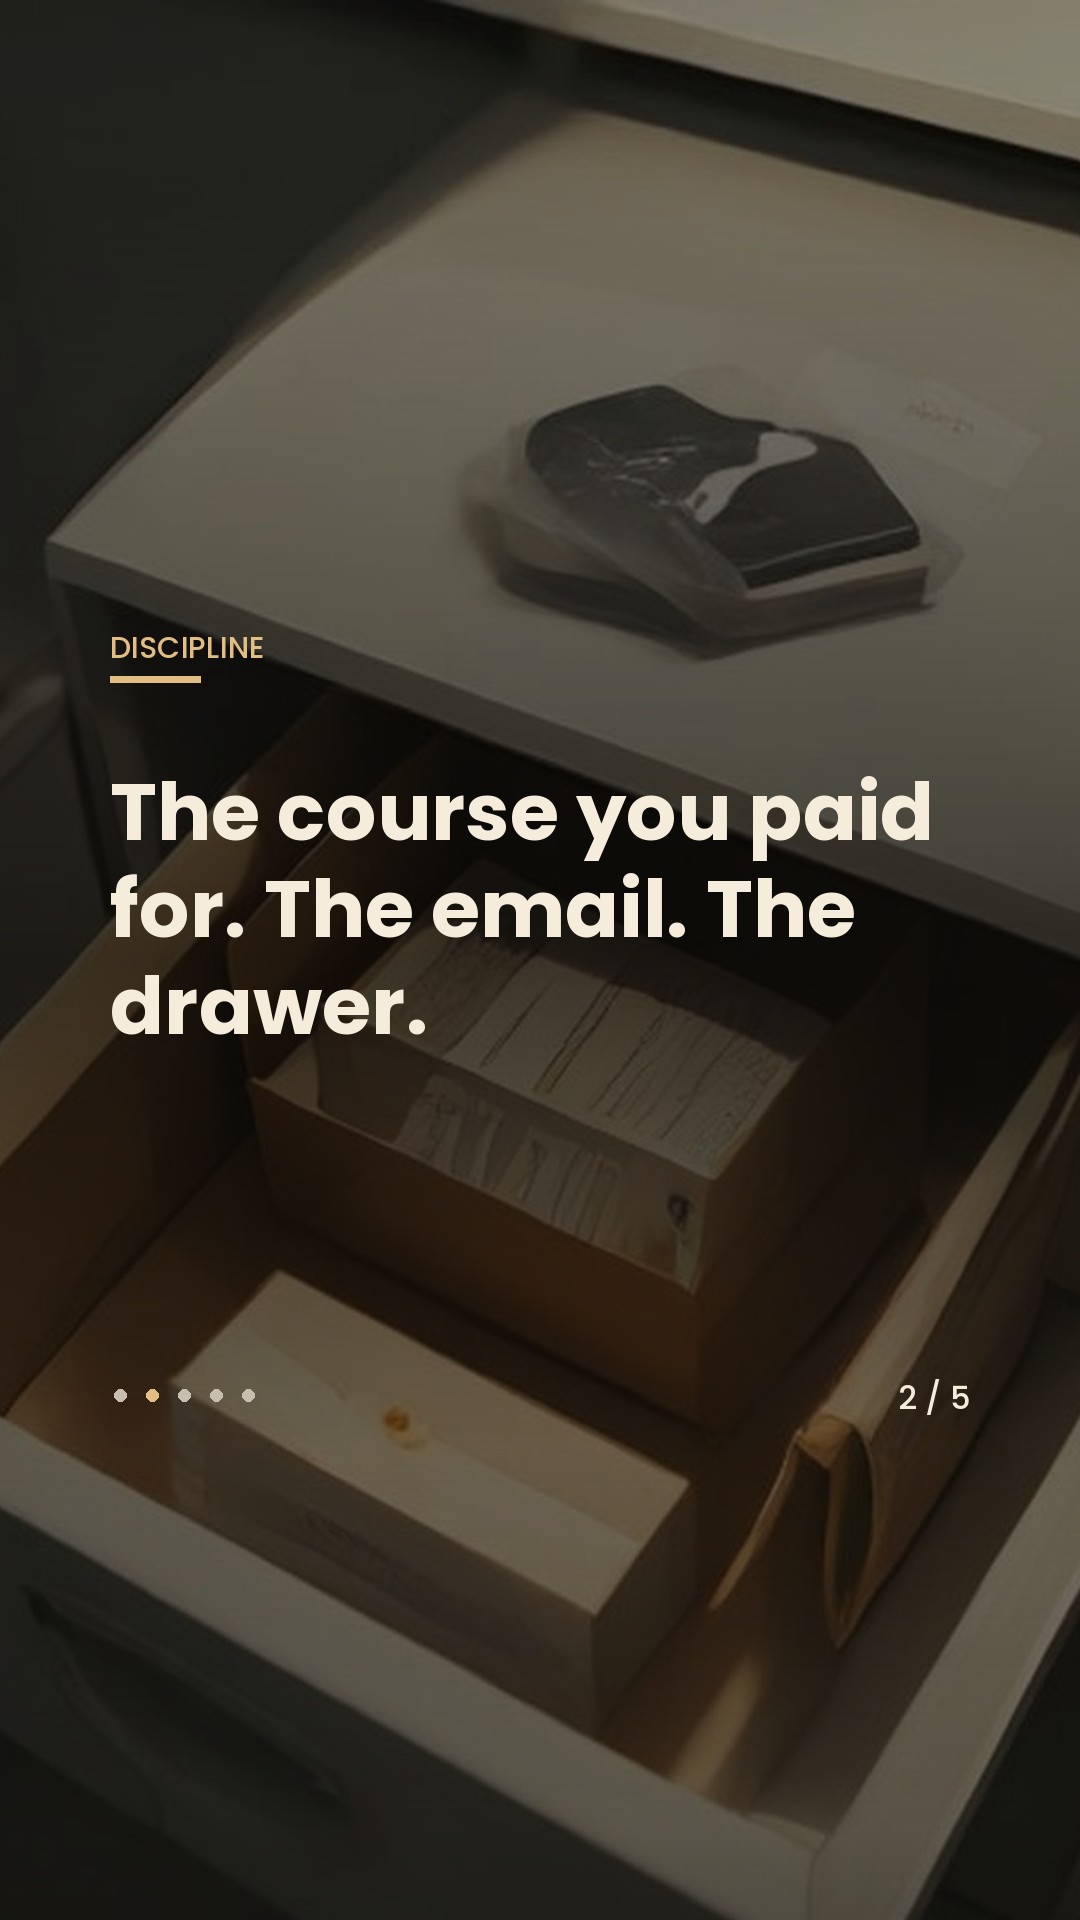 DISCIPLINE
The course you paid
for. The email. The
drawer.
2 / 5